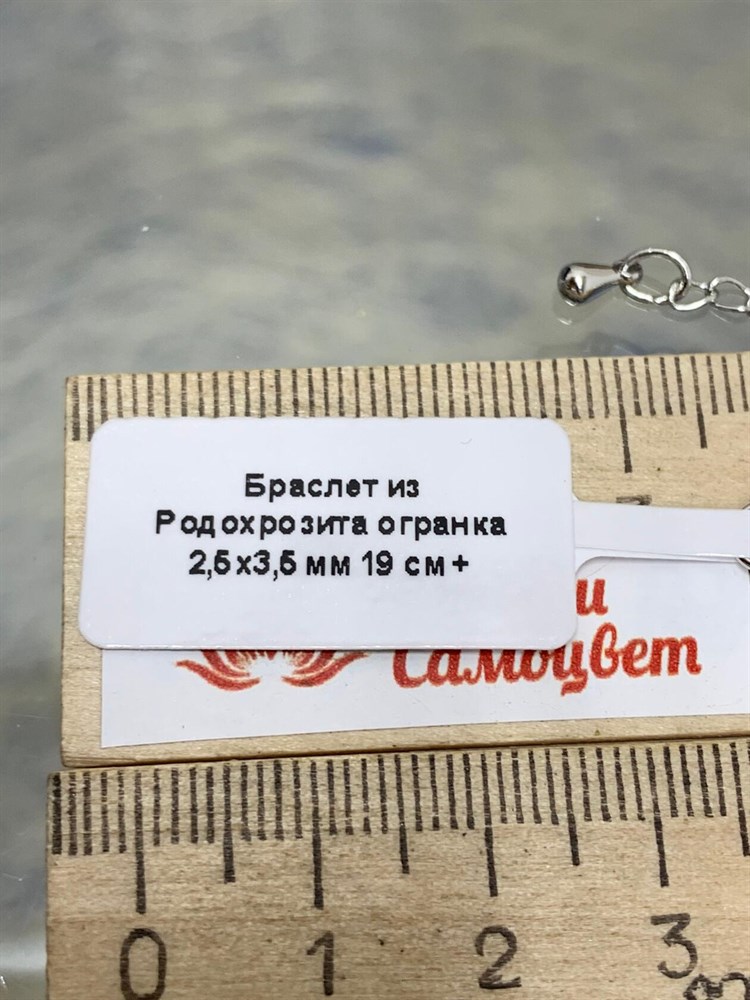 Браслет из
Родохрозита огранка
2,5х3,5 мм 19 см+
Самоцвет
0 1 2 3